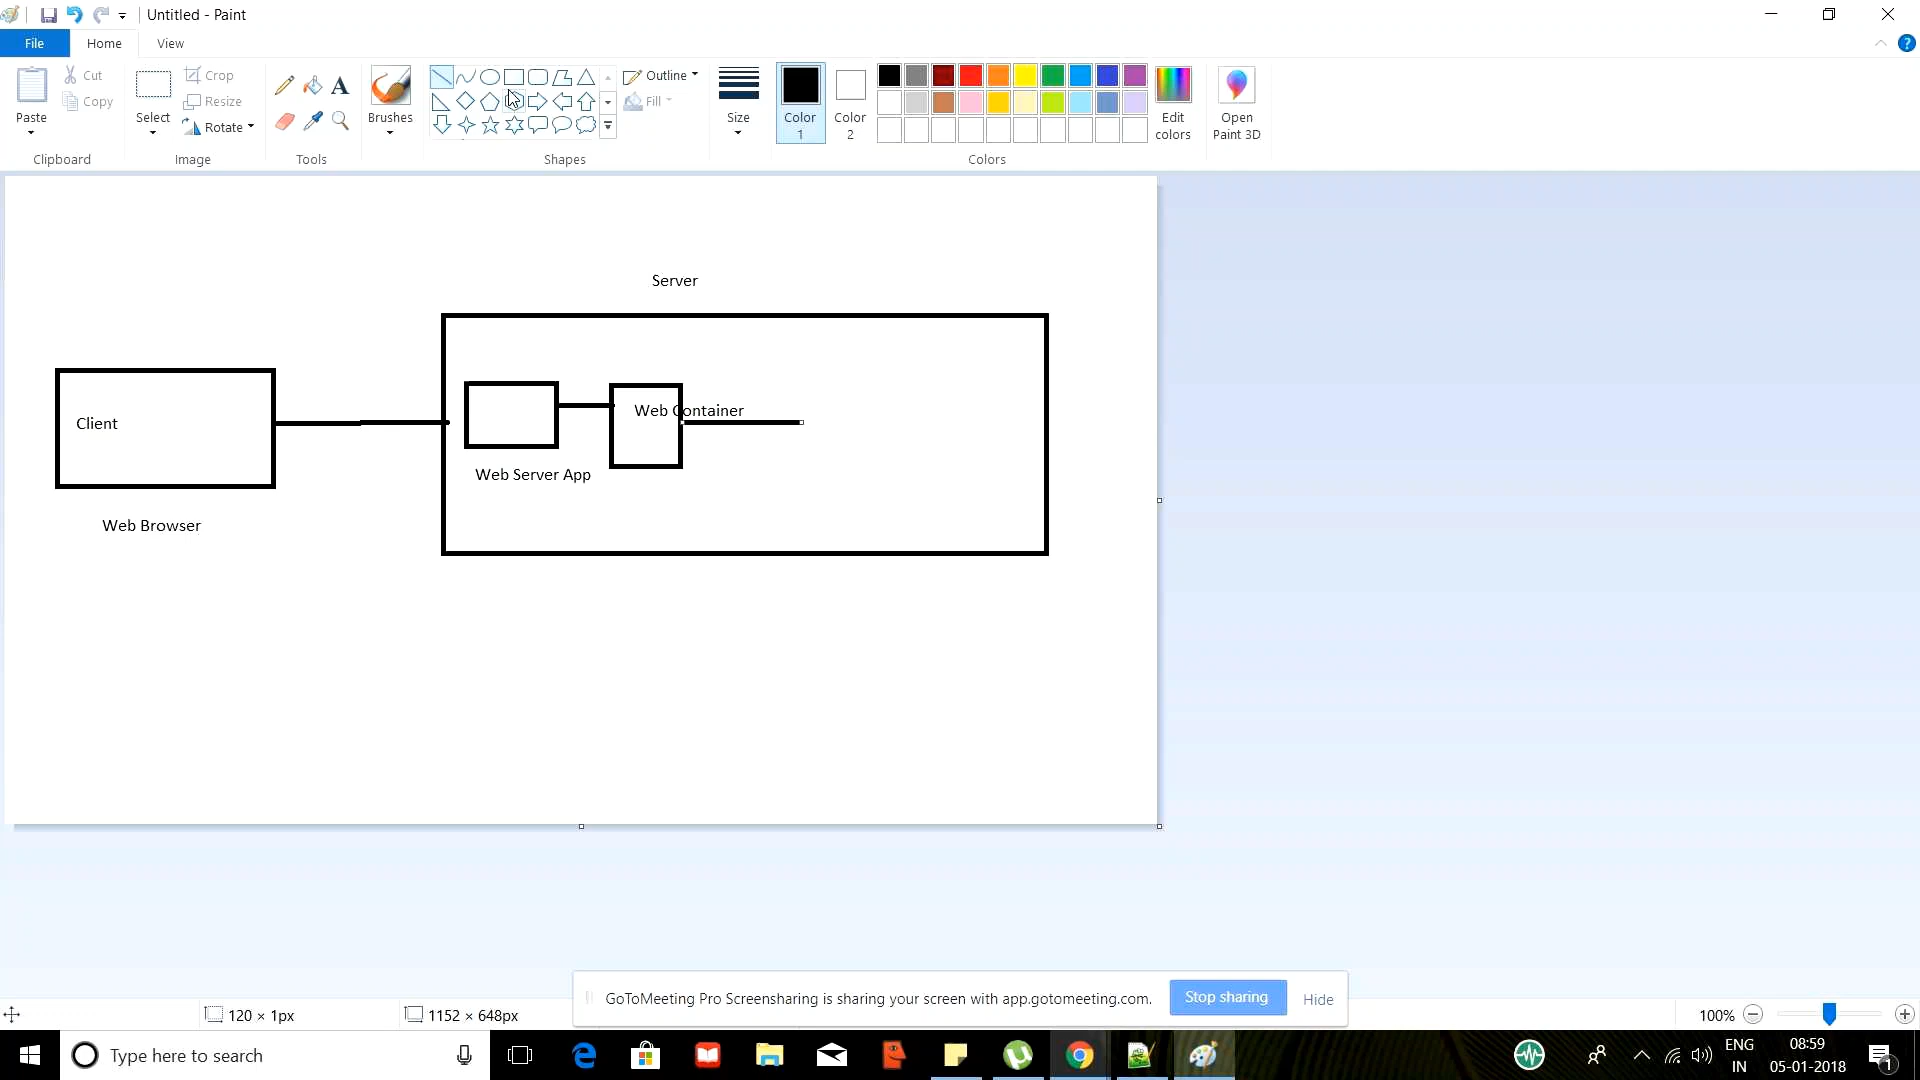 Untitled - Paint
File
Home
View
Paste
Cut
Copy
Clipboard
Select
Crop
Resize
Rotate
Image
A
Tools
Brushes
Outline
Fill
Shapes
Size
Color 1
Color 2
Colors
Edit colors
Open Paint 3D
Server
Client
Web Container
Web Server App
Web Browser
GoToMeeting Pro Screensharing is sharing your screen with app.gotomeeting.com.
Stop sharing
Hide
120 × 1px
1152 × 648px
100%
Type here to search
ENG
IN
08:59
05-01-2018
1